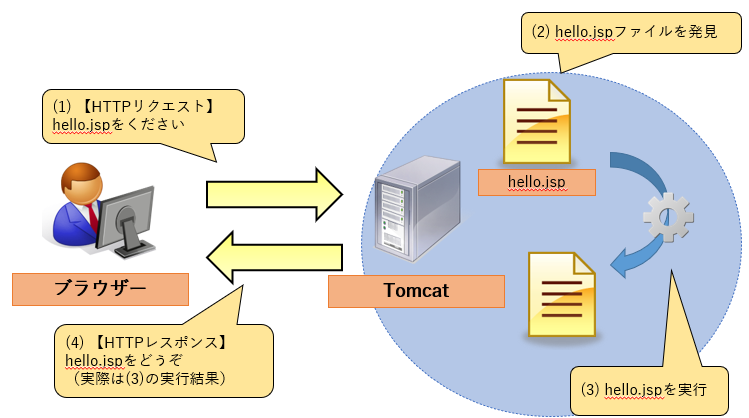 (2) hello.jspファイルを発見
(1) 【HTTPリクエスト】
hello.jspをください
hello.jsp
ブラウザー
Tomcat
(4) 【HTTPレスポンス】
hello.jspをどうぞ
（実際は(3)の実行結果）
(3) hello.jspを実行